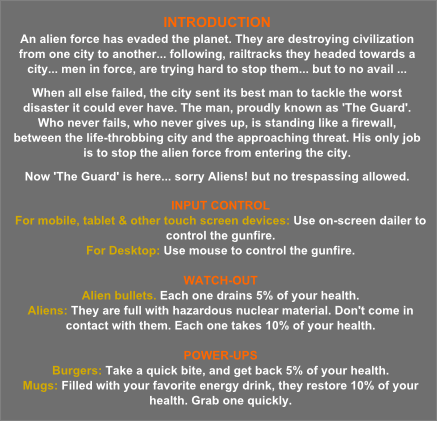 INTRODUCTION
An alien force has evaded the planet. They are destroying civilization
from one city to another... following, railtracks they headed towards a
city... men in force, are trying hard to stop them... but to no avail ...
When all else failed, the city sent its best man to tackle the worst
disaster it could ever have. The man, proudly known as 'The Guard'.
Who never fails, who never gives up, is standing like a firewall,
between the life-throbbing city and the approaching threat. His only job
is to stop the alien force from entering the city.
Now 'The Guard' is here... sorry Aliens! but no trespassing allowed.
INPUT CONTROL
For mobile, tablet & other touch screen devices: Use on-screen dailer to
control the gunfire.
For Desktop: Use mouse to control the gunfire.
WATCH-OUT
Alien bullets. Each one drains 5% of your health.
Aliens: They are full with hazardous nuclear material. Don't come in
contact with them. Each one takes 10% of your health.
POWER-UPS
Burgers: Take a quick bite, and get back 5% of your health.
Mugs: Filled with your favorite energy drink, they restore 10% of your
health. Grab one quickly.